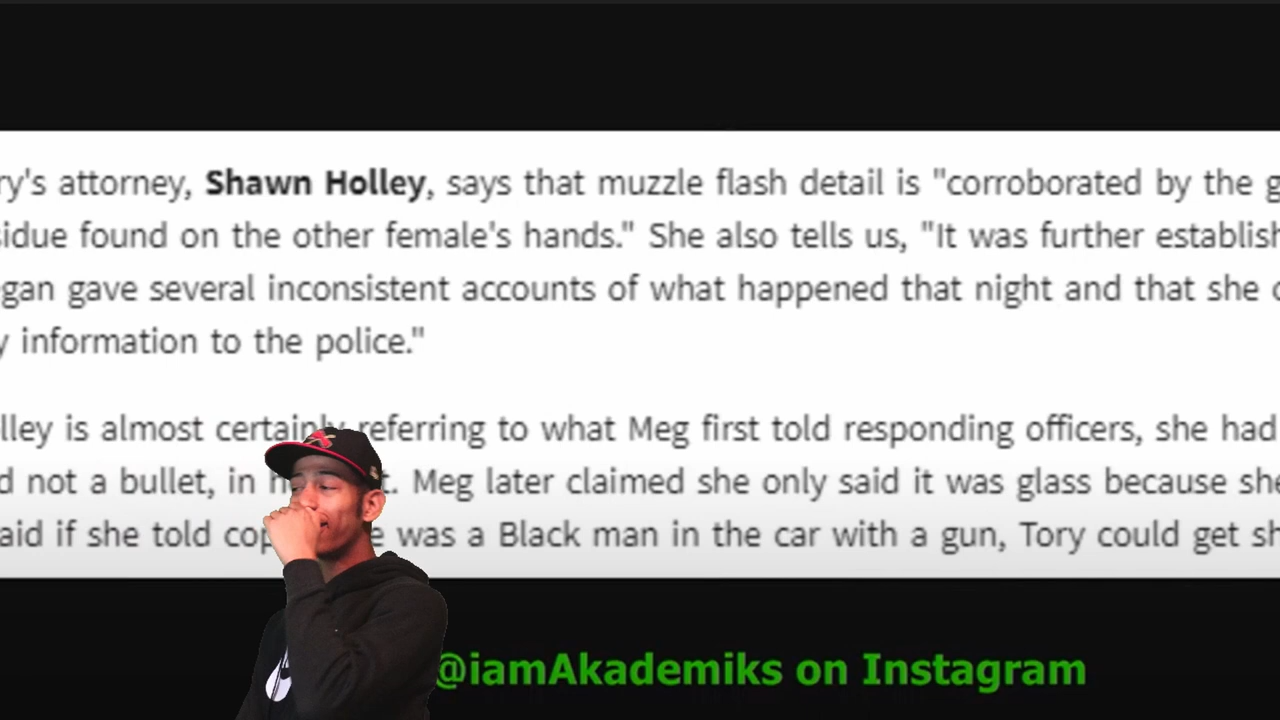 ry's attorney, Shawn Holley, says that muzzle flash detail is "corroborated by the g
sidue found on the other female's hands." She also tells us, "It was further establish
gan gave several inconsistent accounts of what happened that night and that she
y information to the police."
lley is almost certainly referring to what Meg first told responding officers, she had
d not a bullet, in Meg later claimed she only said it was glass because she
aid if she told was a Black man in the car with a gun, Tory could get sh
@iamAkademiks on Instagram